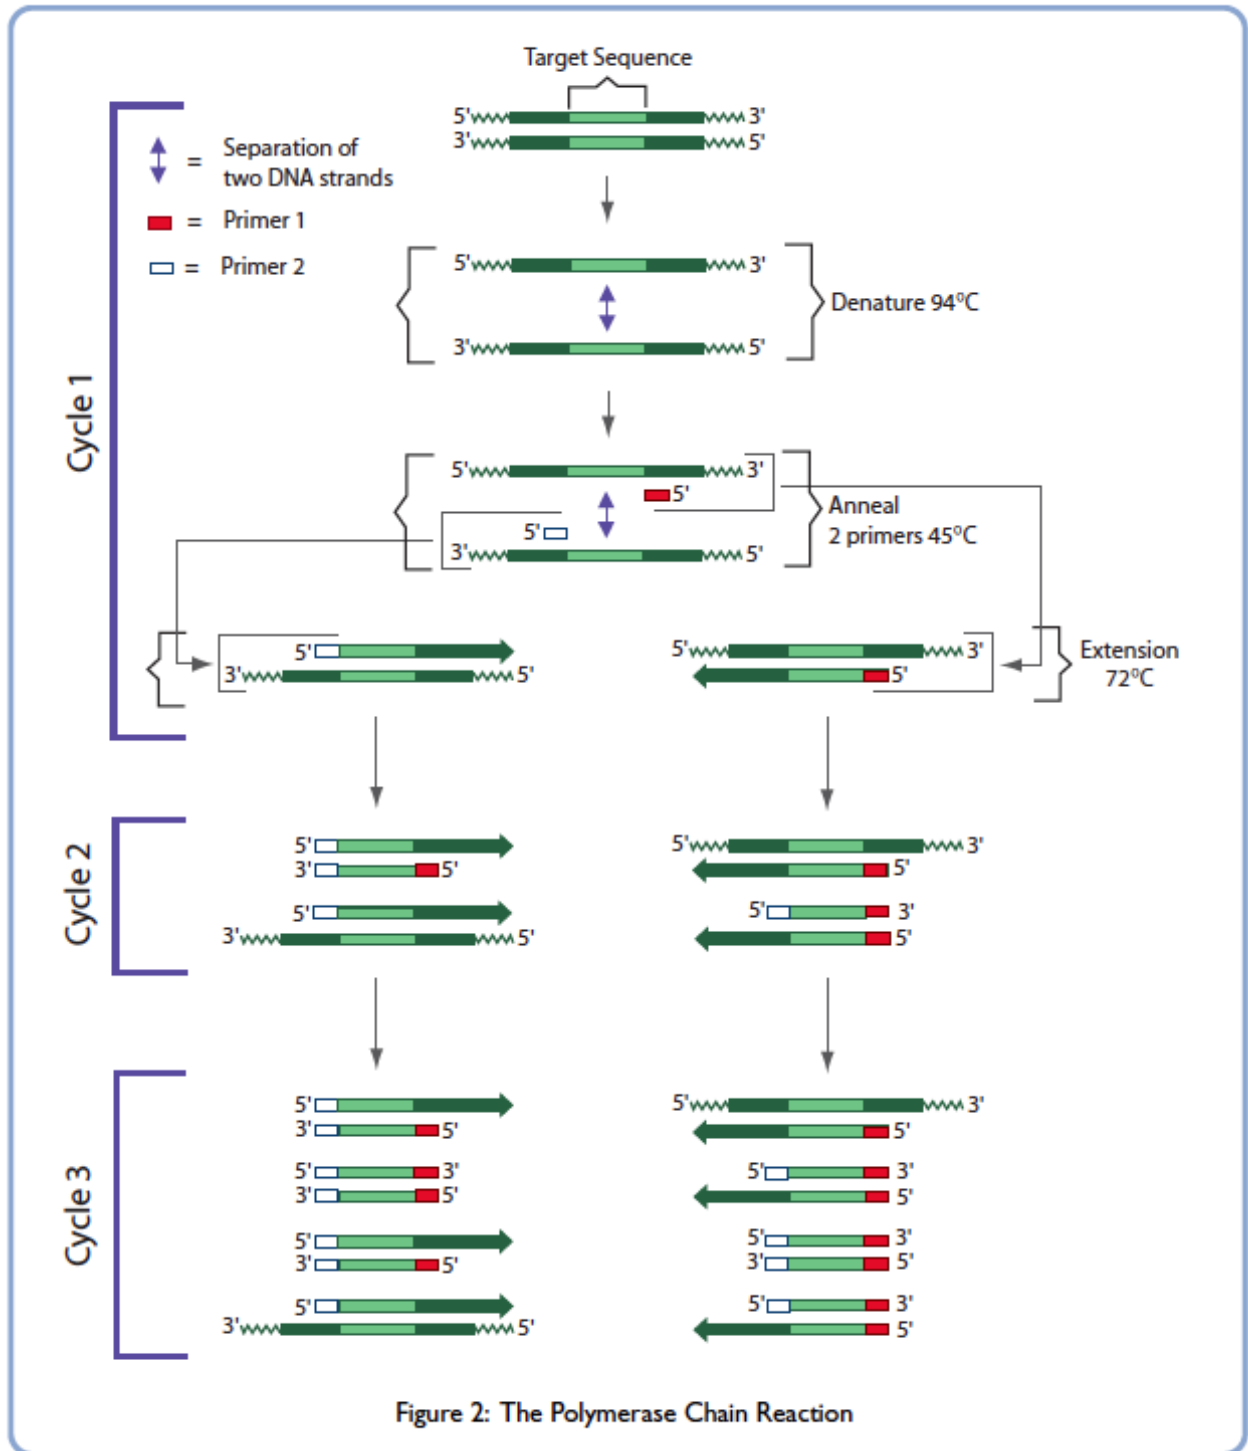 Target Sequence
5' 3'
3' 5'
= Separation of
two DNA strands
= Primer 1
= Primer 2
5' 3'
Denature 94°C
3' 5'
Cycle 1
5' 3'
5'
Anneal
2 primers 45°C
5'
3' 5'
5'
3' 5'
5' 3'
5'
Extension
72°C
Cycle 2
5'
3' 5'
5'
3' 5'
5' 3'
5'
5' 3'
5'
Cycle 3
5'
3' 5'
5' 3'
3' 5'
5'
3' 5'
5'
3' 5'
5' 3'
5'
5' 3'
5'
5' 3'
3' 5'
5' 3'
5'
Figure 2: The Polymerase Chain Reaction